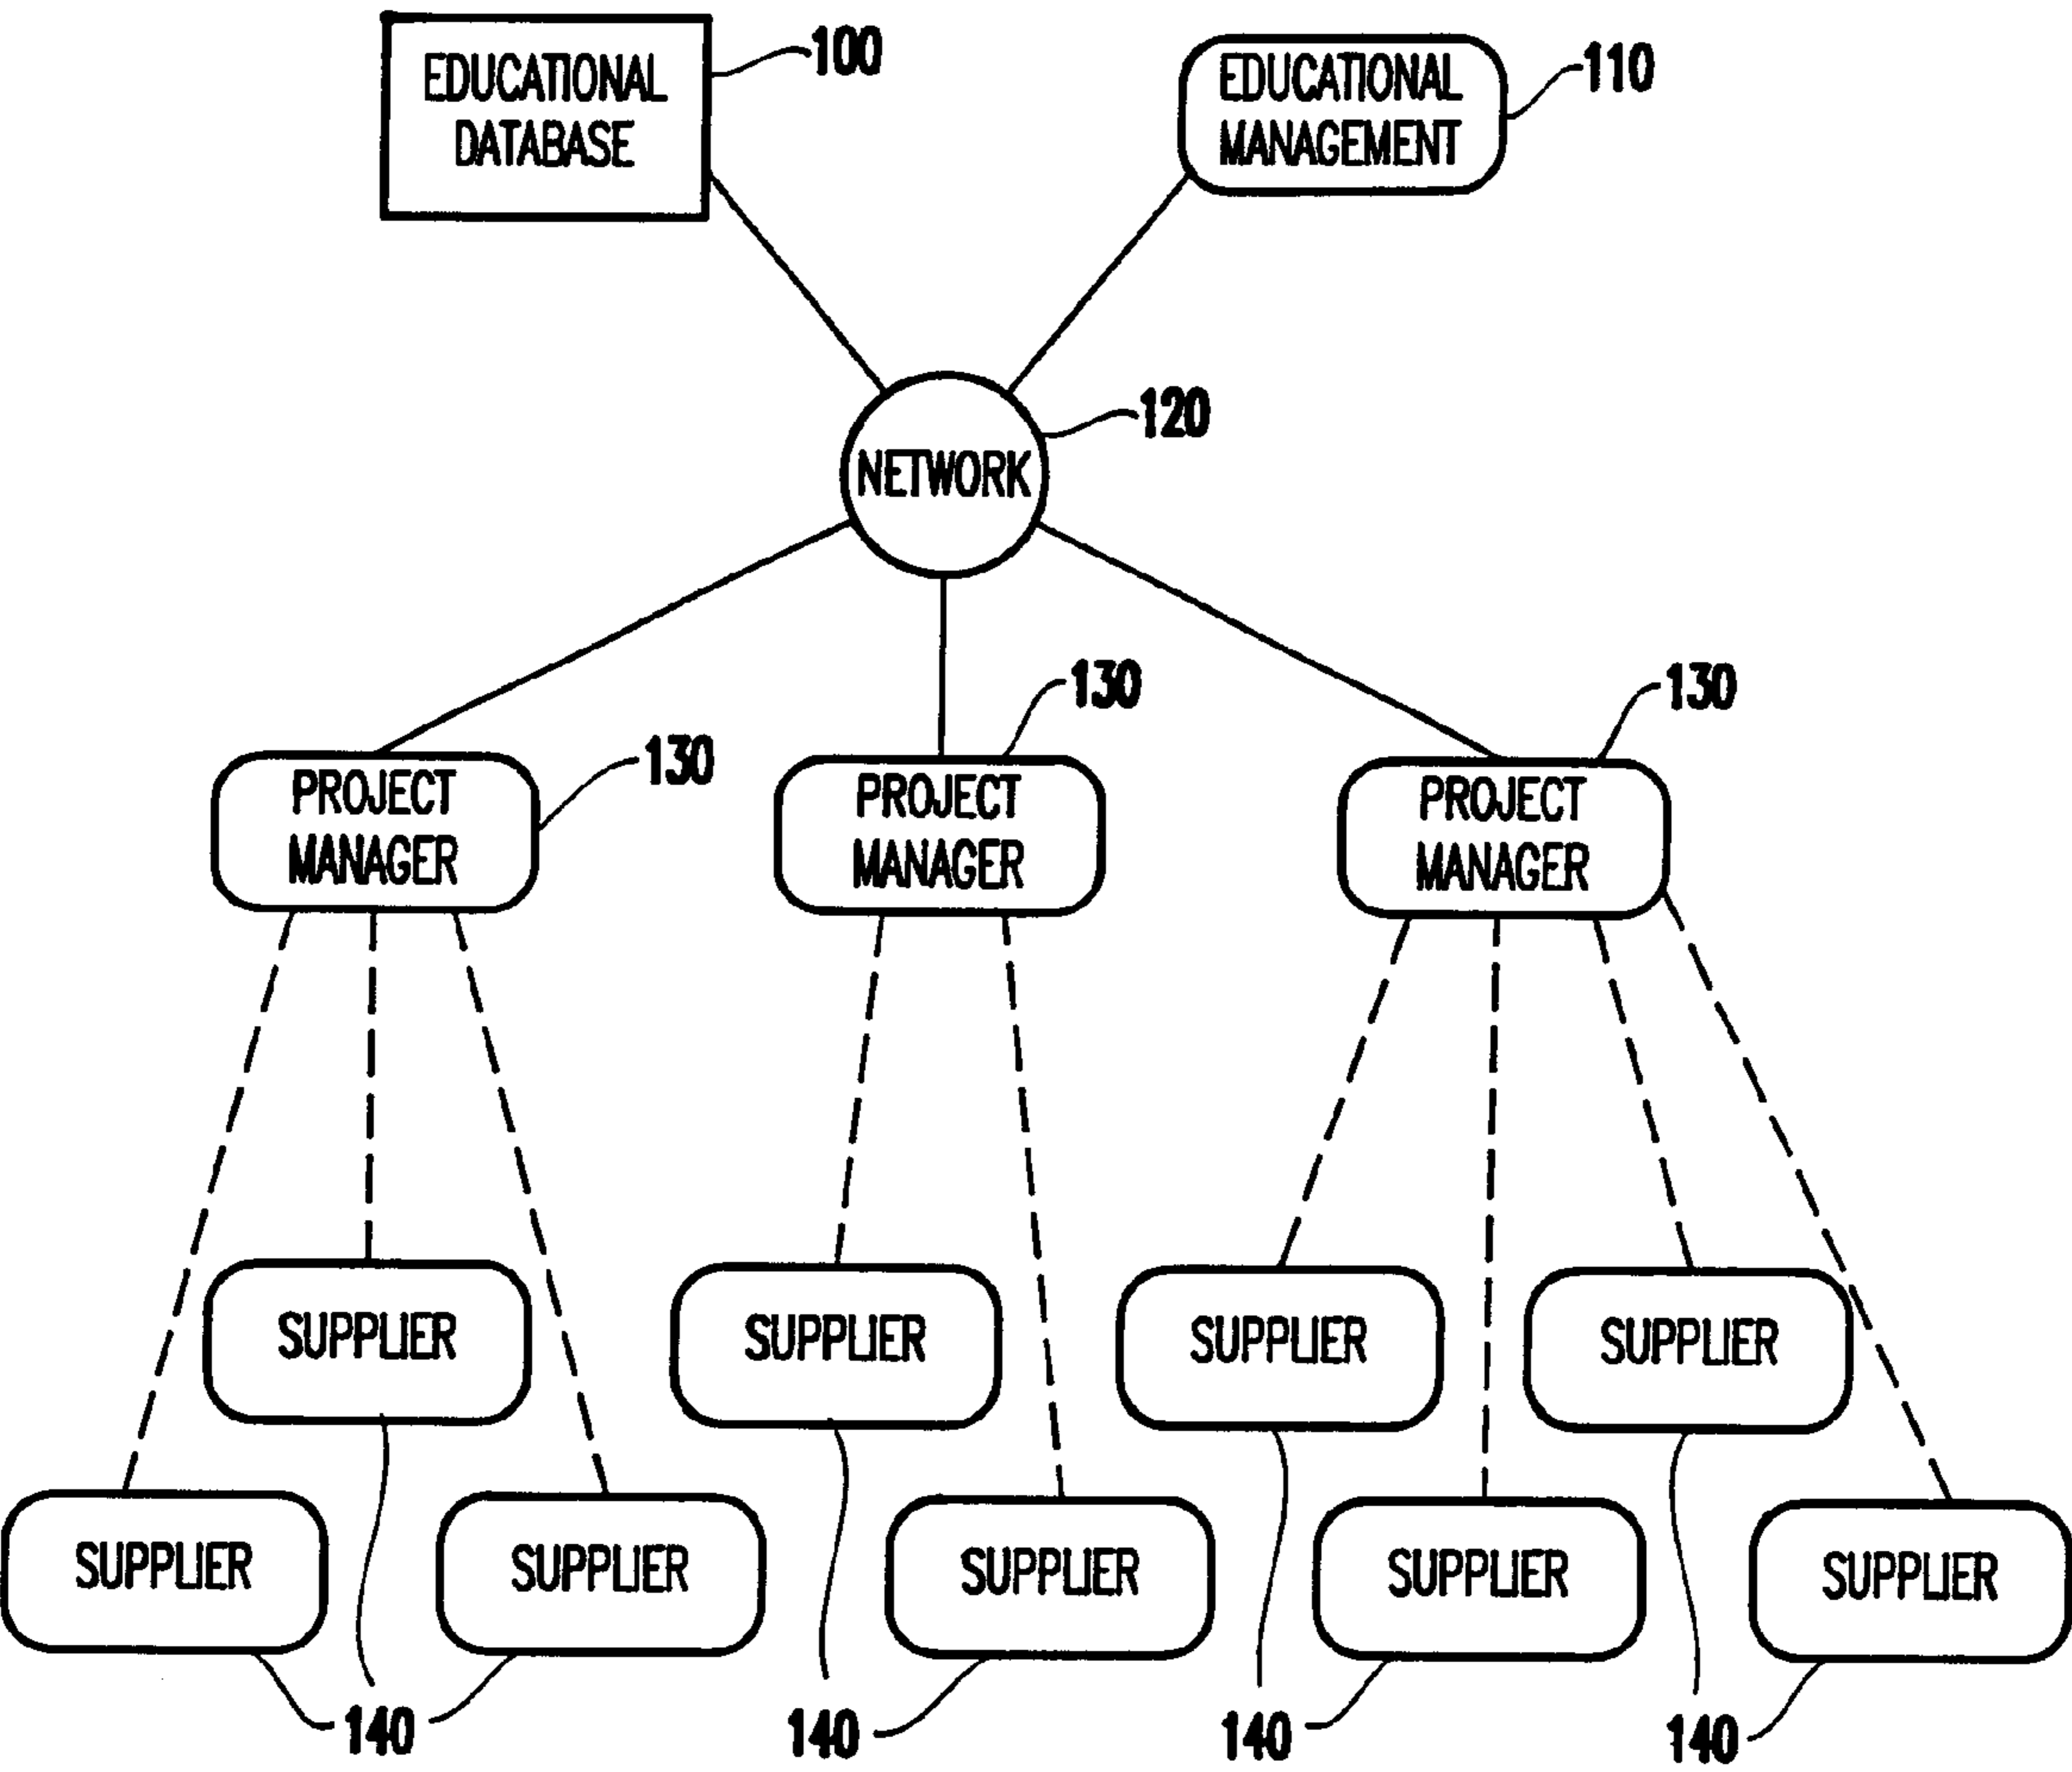 EDUCATIONAL
DATABASE
100
EDUCATIONAL
MANAGEMENT
110
NETWORK
120
PROJECT
MANAGER
130
PROJECT
MANAGER
130
PROJECT
MANAGER
130
SUPPLIER
SUPPLIER
SUPPLIER
SUPPLIER
SUPPLIER
SUPPLIER
SUPPLIER
SUPPLIER
SUPPLIER
140
140
140
140